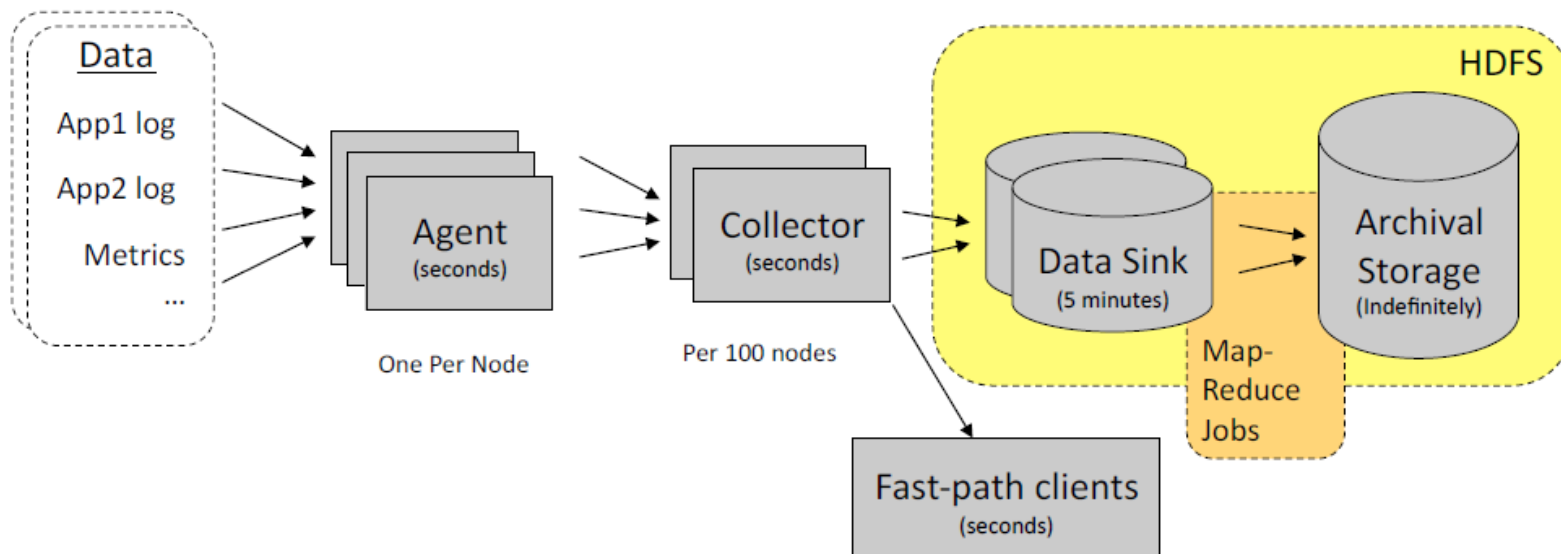 Data
App1 log
App2 log
Metrics
...
Agent
(seconds)
One Per Node
Collector
(seconds)
Per 100 nodes
HDFS
Data Sink
(5 minutes)
Archival
Storage
(Indefinitely)
Map-
Reduce
Jobs
Fast-path clients
(seconds)